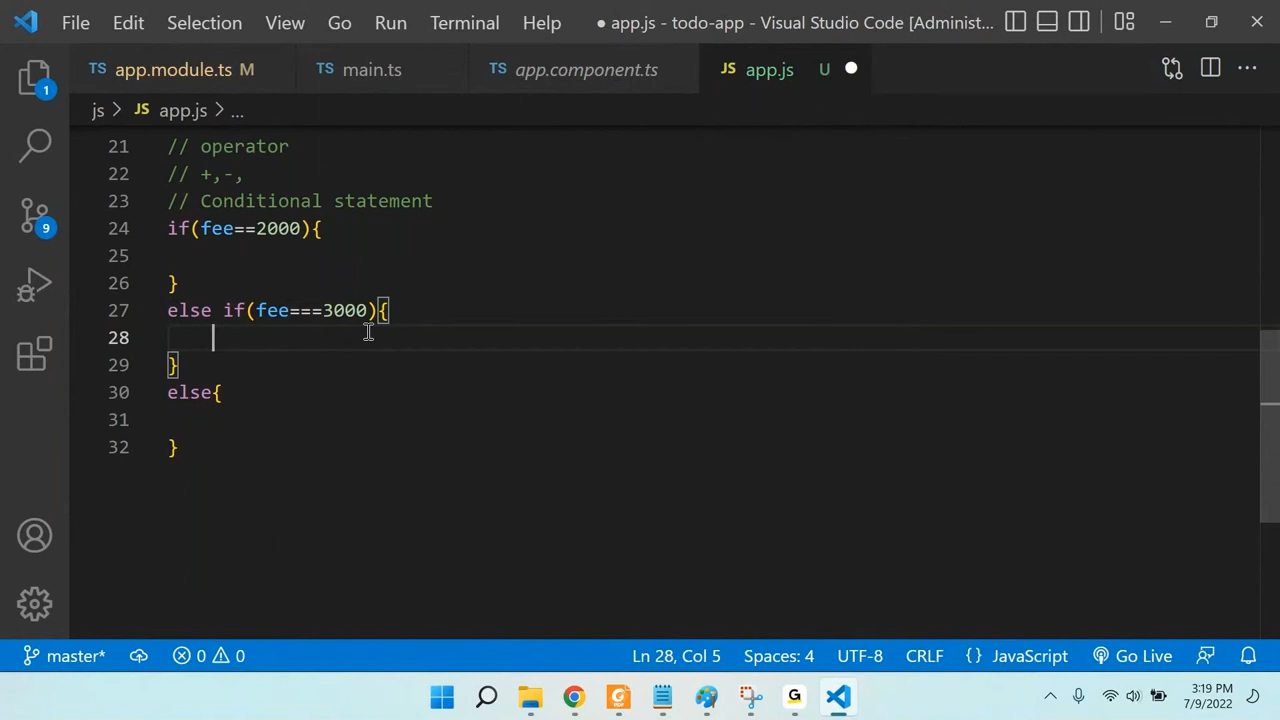 File Edit Selection View Go Run Terminal Help ● app.js - todo-app - Visual Studio Code [Administ...
TS app.module.ts M TS main.ts TS app.component.ts JS app.js U
js > JS app.js > ...
1
9
21 // operator
22 // +,-,
23 // Conditional statement
24 if(fee==2000){
25
26 }
27 else if(fee===3000){
28
29 }
30 else{
31
32 }
master* 0 0 Ln 28, Col 5 Spaces: 4 UTF-8 CRLF {} JavaScript Go Live
PDF G 3:19 PM
7/9/2022